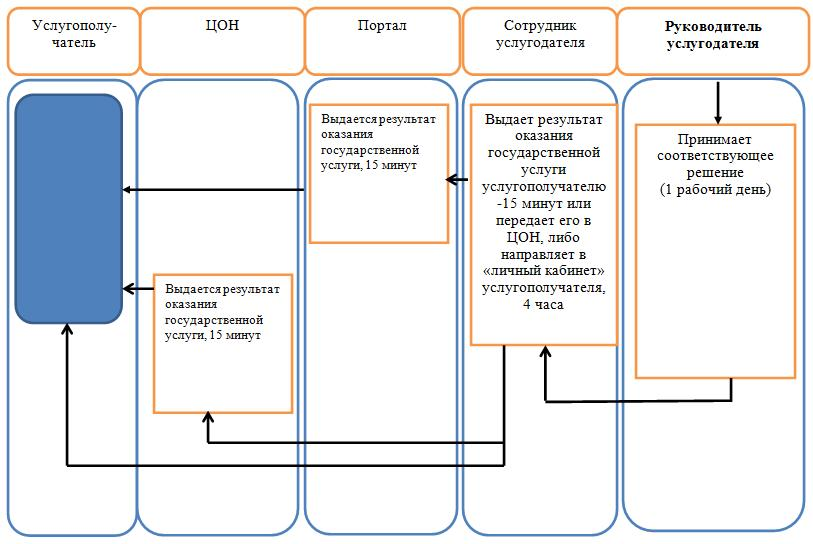 Услугополу-
чатель
ЦОН
Портал
Сотрудник
услугодателя
Руководитель
услугодателя
Выдается результат
оказания
государственной
услуги, 15 минут
Выдает результат
оказания
государственной
услуги
услугополучателю
-15 минут или
передает его в
ЦОН, либо
направляет в
«личный кабинет»
услугополучателя,
4 часа
Принимает
соответствующее
решение
(1 рабочий день)
Выдается результат
оказания
государственной
услуги, 15 минут